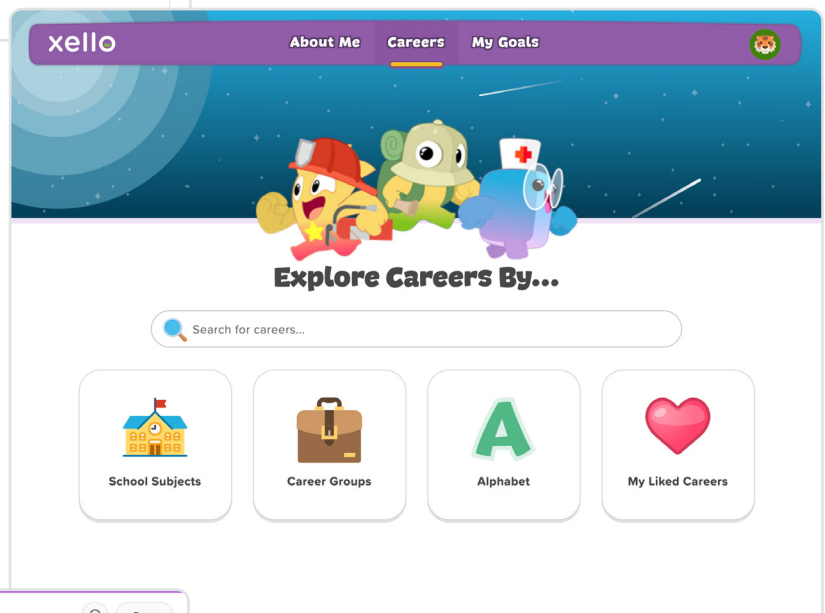 xello
About Me Careers My Goals
Explore Careers By...
Search for careers...
School Subjects Career Groups Alphabet My Liked Careers